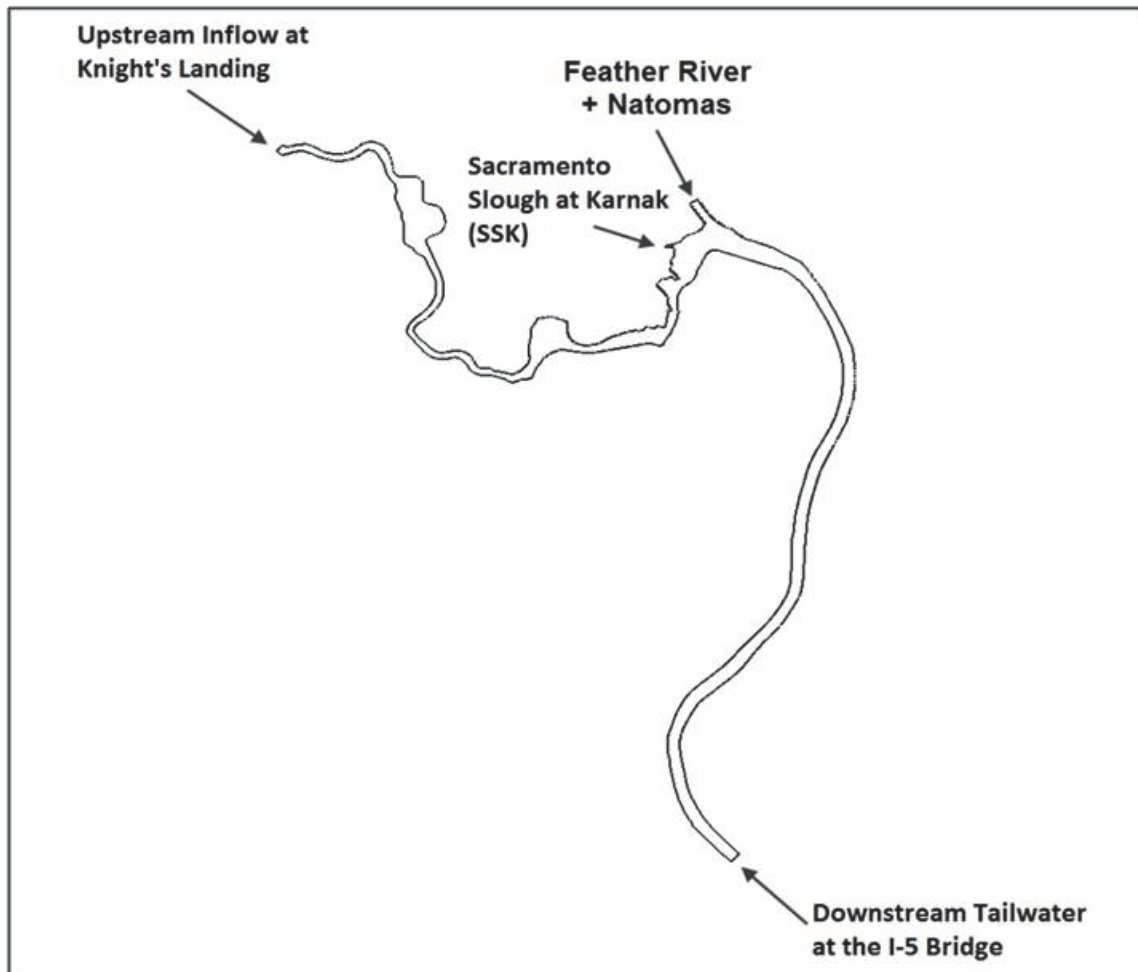 Upstream Inflow at
Knight's Landing
Feather River
+ Natomas
Sacramento
Slough at Karnak
(SSK)
Downstream Tailwater
at the I-5 Bridge